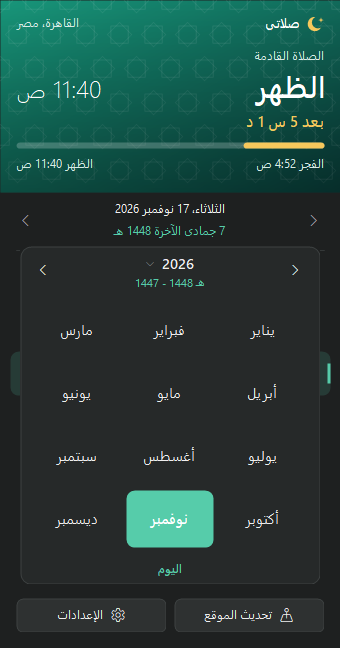 صلاتي
القاهرة، مصر
الصلاة القادمة
الظهر
11:40 ص
بعد 5 س 1 د
الفجر 4:52 ص
الظهر 11:40 ص
الثلاثاء، 17 نوفمبر 2026
7 جمادى الآخرة 1448 هـ
2026
1447 - 1448 هـ
يناير فبراير مارس
أبريل مايو يونيو
يوليو أغسطس سبتمبر
أكتوبر نوفمبر ديسمبر
اليوم
تحديث الموقع
الإعدادات